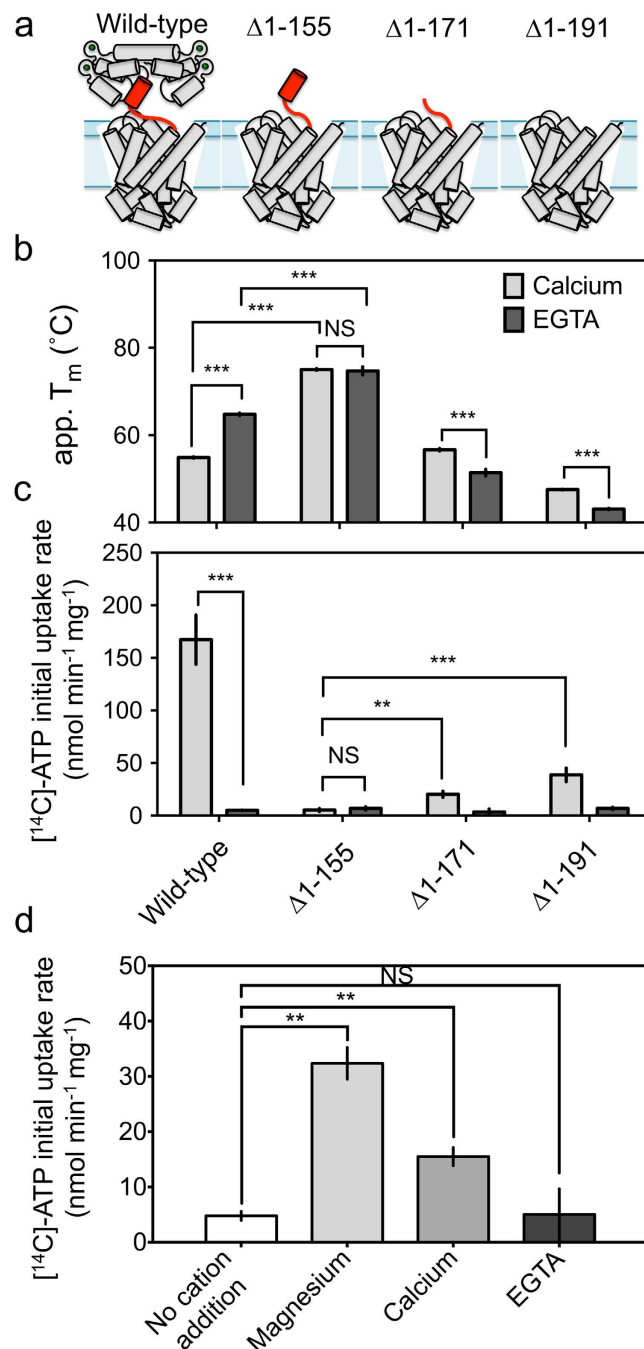 a
Wild-type Δ1-155 Δ1-171 Δ1-191
b
100
80
60
40
app. Tm (˚C)
Calcium
EGTA
***
***
***
NS
***
***
c
250
200
150
100
50
0
[¹⁴C]-ATP initial uptake rate
(nmol min⁻¹ mg⁻¹)
***
***
**
NS
Wild-type
Δ1-155
Δ1-171
Δ1-191
d
50
40
30
20
10
0
[¹⁴C]-ATP initial uptake rate
(nmol min⁻¹ mg⁻¹)
NS
**
**
No cation
addition
Magnesium
Calcium
EGTA